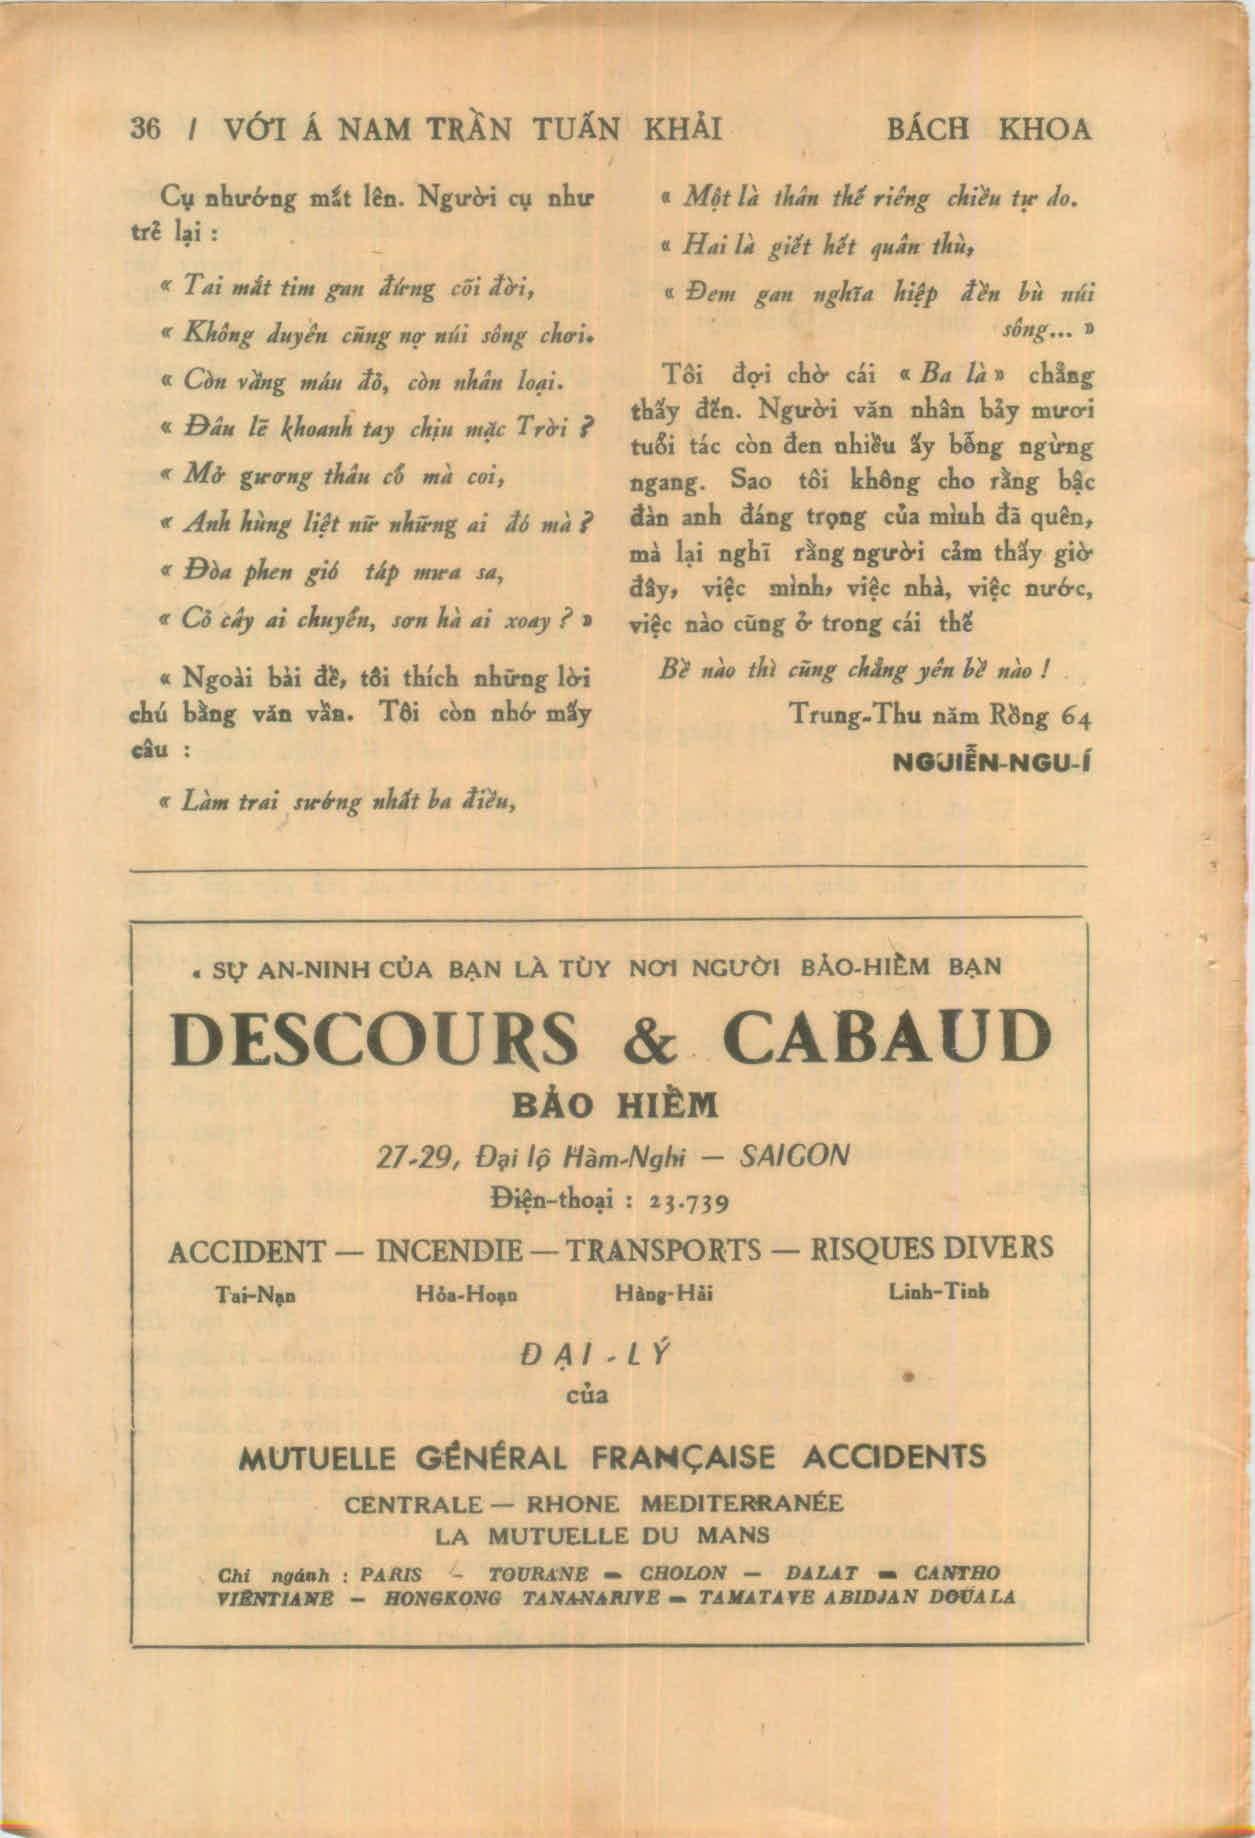 36 / VỚI Á NAM TRẦN TUẤN KHẢI BÁCH KHOA
Cụ nhướng mắt lên. Người cụ như
trẻ lại :
« Tai mắt tim gan đứng cõi đời,
« Không duyên cũng nợ núi sông chơi.
« Còn vầng máu đỏ, còn nhân loại.
« Đâu lẽ khoanh tay chịu mặc Trời ?
« Mở gương thâu cổ mà coi,
« Anh hùng liệt nữ những ai đó mà ?
« Đòa phen gió táp mưa sa,
« Cỏ cây ai chuyển, sơn hà ai xoay ? »
« Ngoài bài đề, tôi thích những lời
chú bằng văn vần. Tôi còn nhớ mấy
câu :
« Làm trai sướng nhất ba điều,
« Một là thân thế riêng chiều tự do.
« Hai là giết hết quân thù,
« Đem gan nghĩa hiệp đền bù núi
sông... »
Tôi đợi chờ cái « Ba là » chẳng
thấy đến. Người văn nhân bảy mươi
tuổi tác còn đen nhiều ấy bỗng ngừng
ngang. Sao tôi không cho rằng bậc
đàn anh đáng trọng của mình đã quên,
mà lại nghĩ rằng người cảm thấy giờ
đây, việc mình, việc nhà, việc nước,
việc nào cũng ở trong cái thế
Bề nào thì cũng chẳng yên bề nào !
Trung-Thu năm Rồng 64
NGUIỄN-NGU-Í
« SỰ AN-NINH CỦA BẠN LÀ TÙY NƠI NGƯỜI BẢO-HIỂM BẠN
DESCOURS & CABAUD
BẢO HIỂM
27-29, Đại lộ Hàm-Nghi — SAIGON
Điện-thoại : 23.739
ACCIDENT — INCENDIE — TRANSPORTS — RISQUES DIVERS
Tai-Nạn Hỏa-Hoạn Hàng-Hải Linh-Tinh
ĐẠI-LÝ
của
MUTUELLE GÉNÉRAL FRANÇAISE ACCIDENTS
CENTRALE — RHONE MEDITERRANÉE
LA MUTUELLE DU MANS
Chi ngánh : PARIS — TOURANE — CHOLON — DALAT — CANTHO
VIÊNTIANE — HONGKONG TANANARIVE — TAMATAVE ABIDJAN DOUALA